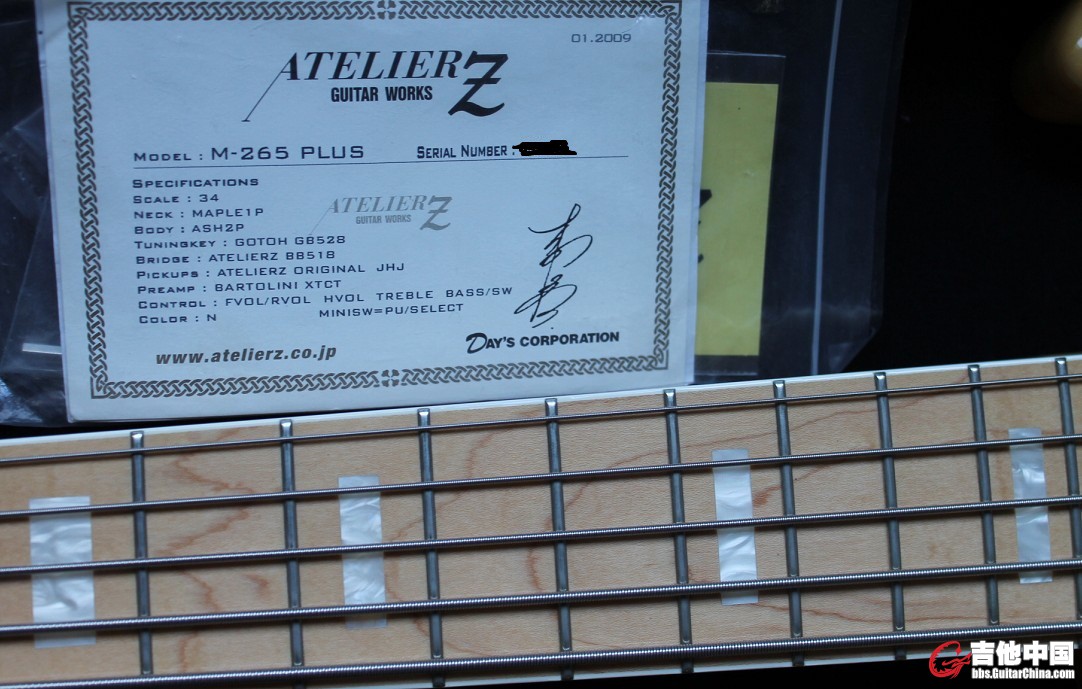 01.2009
ATELIER Z
GUITAR WORKS
MODEL : M-265 PLUS
SERIAL NUMBER :
SPECIFICATIONS
SCALE : 34
NECK : MAPLE1P
BODY : ASH2P
TUNINGKEY : GOTOH GB528
BRIDGE : ATELIERZ BB518
PICKUPS : ATELIERZ ORIGINAL JHJ
PREAMP : BARTOLINI XTCT
CONTROL : FVOL/RVOL HVOL TREBLE BASS/SW
MINISW=PU/SELECT
COLOR : N
ATELIER Z
GUITAR WORKS
www.atelierz.co.jp
DAY'S CORPORATION
吉他中国
bbs.GuitarChina.com